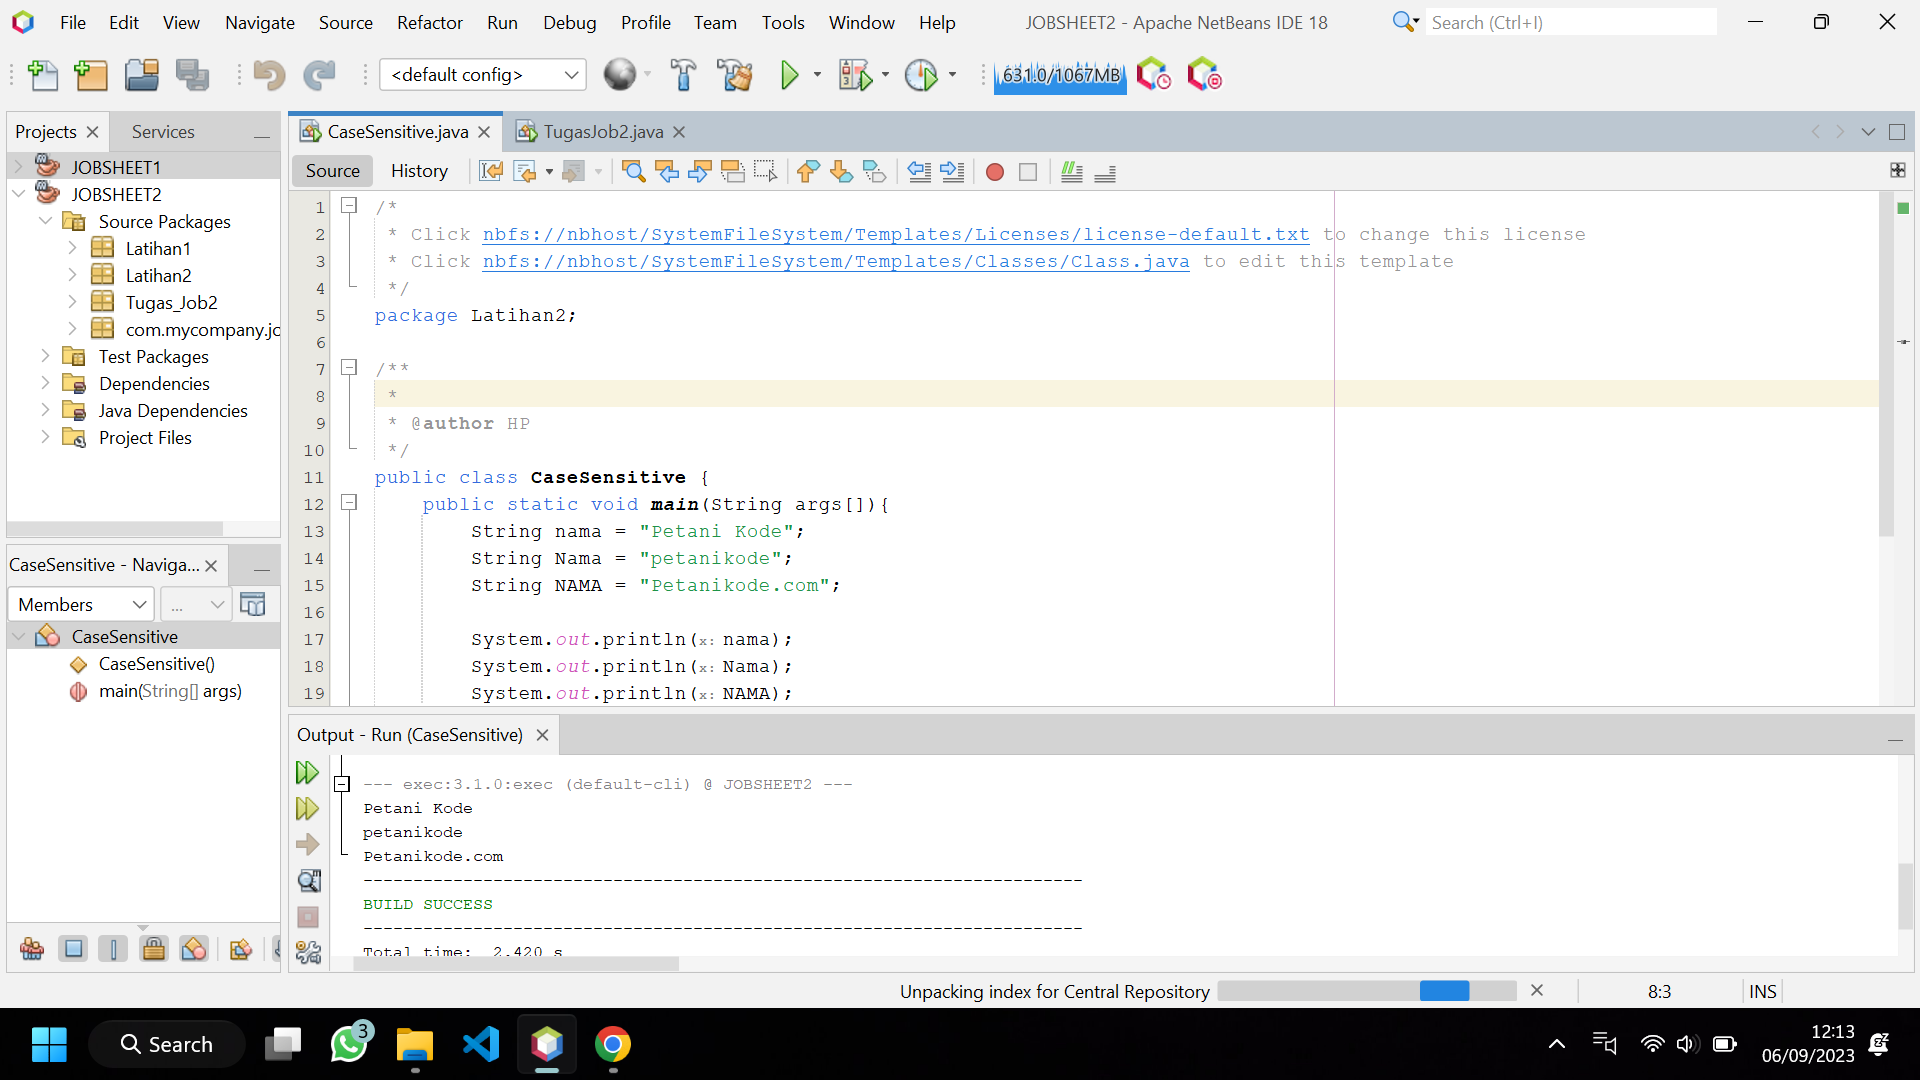 File Edit View Navigate Source Refactor Run Debug Profile Team Tools Window Help JOBSHEET2 - Apache NetBeans IDE 18 Search (Ctrl+I)
<default config> 631.0/1067MB
Projects Services
JOBSHEET1
JOBSHEET2
Source Packages
Latihan1
Latihan2
Tugas_Job2
com.mycompany.jo
Test Packages
Dependencies
Java Dependencies
Project Files
CaseSensitive - Naviga...
Members ...
CaseSensitive
CaseSensitive()
main(String[] args)
CaseSensitive.java TugasJob2.java
Source History
1 /*
2 * Click nbfs://nbhost/SystemFileSystem/Templates/Licenses/license-default.txt to change this license
3 * Click nbfs://nbhost/SystemFileSystem/Templates/Classes/Class.java to edit this template
4 */
5 package Latihan2;
6
7 /**
8 *
9 * @author HP
10 */
11 public class CaseSensitive {
12 public static void main(String args[]){
13 String nama = "Petani Kode";
14 String Nama = "petanikode";
15 String NAMA = "Petanikode.com";
16
17 System.out.println(x: nama);
18 System.out.println(x: Nama);
19 System.out.println(x: NAMA);
Output - Run (CaseSensitive)
--- exec:3.1.0:exec (default-cli) @ JOBSHEET2 ---
Petani Kode
petanikode
Petanikode.com
------------------------------------------------------------------------
BUILD SUCCESS
------------------------------------------------------------------------
Total time: 2.420 s
Unpacking index for Central Repository 8:3 INS
Search 3 12:13
06/09/2023